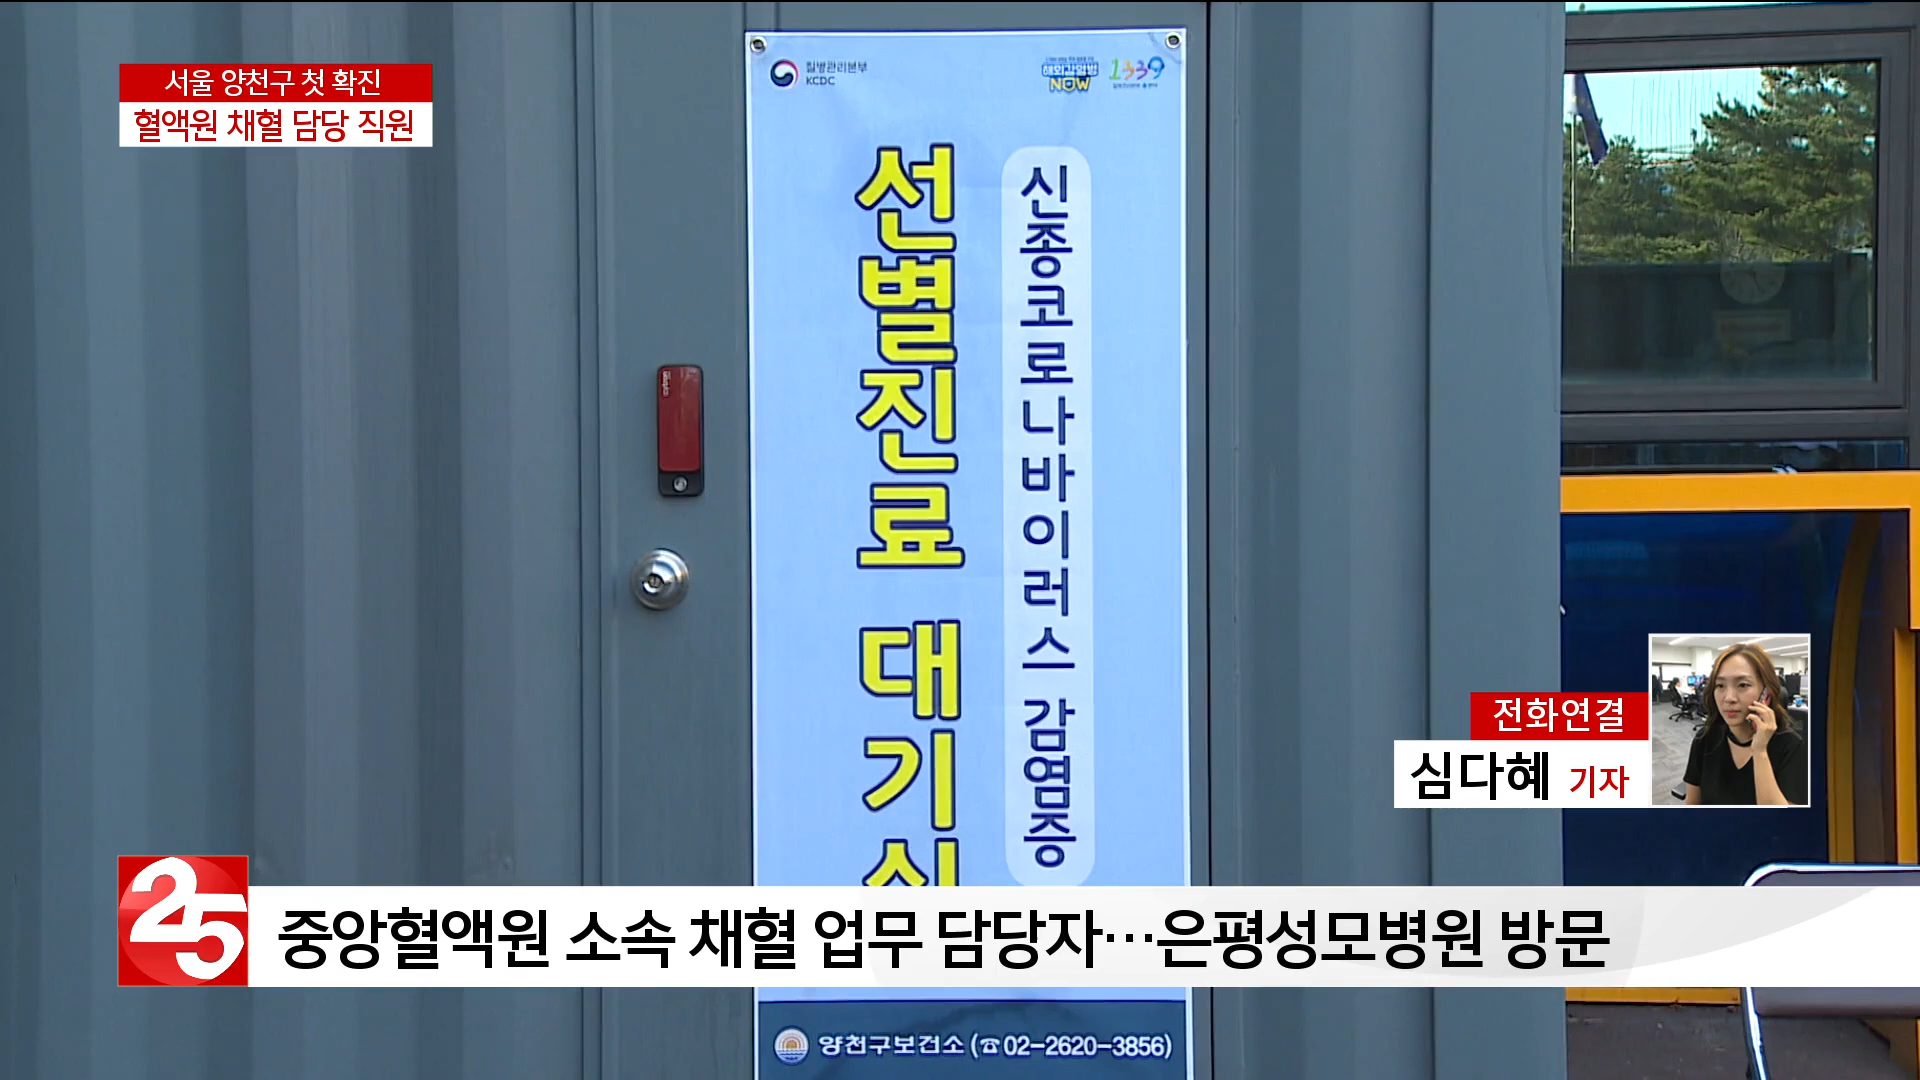 서울 양천구 첫 확진
혈액원 채혈 담당 직원
질병관리본부
KCDC
해외감염병
NOW
1339
신종코로나바이러스 감염증
선별진료 대기실
전화연결
심다혜 기자
25
중앙혈액원 소속 채혈 업무 담당자…은평성모병원 방문
양천구보건소 (☎02-2620-3856)